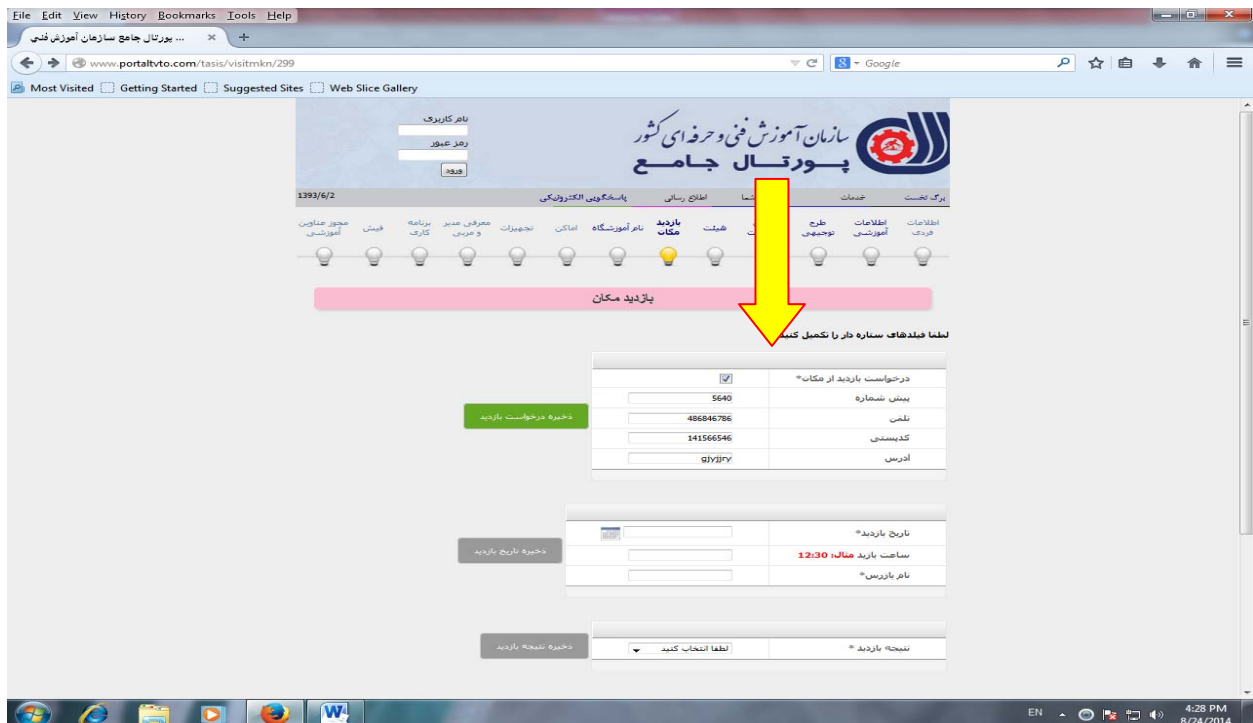 File Edit View History Bookmarks Tools Help
پورتال جامع سازمان آموزش فنی ...
www.portaltvto.com/tasis/visitmkn/299
Google
Most Visited Getting Started Suggested Sites Web Slice Gallery
نام کاربری
رمز عبور
ورود
سازمان آموزش فنی و حرفه ای کشور
پورتال جامع
برگ نخست خدمات شما اطلاع رسانی پاسخگویی الکترونیکی 1393/6/2
اطلاعات فردی
اطلاعات آموزشی
طرح توجیهی
هیئت
بازدید مکان
نام آموزشگاه
اماکن
تجهیزات
معرفی مدیر و مربی
برنامه کاری
فیش
مجوز عناوین آموزشی
بازدید مکان
لطفا فیلدهای ستاره دار را تکمیل کنید
درخواست بازدید از مکان*
پیش شماره 5640
تلفن 486846786
کدپستی 141566546
ادرس gjyjjry
ذخیره درخواست بازدید
تاریخ بازدید*
ساعت بازید مثال: 12:30
نام بازرس*
ذخیره تاریخ بازدید
نتیجه بازدید * لطفا انتخاب کنید
ذخیره نتیجه بازدید
EN 4:28 PM
8/24/2014